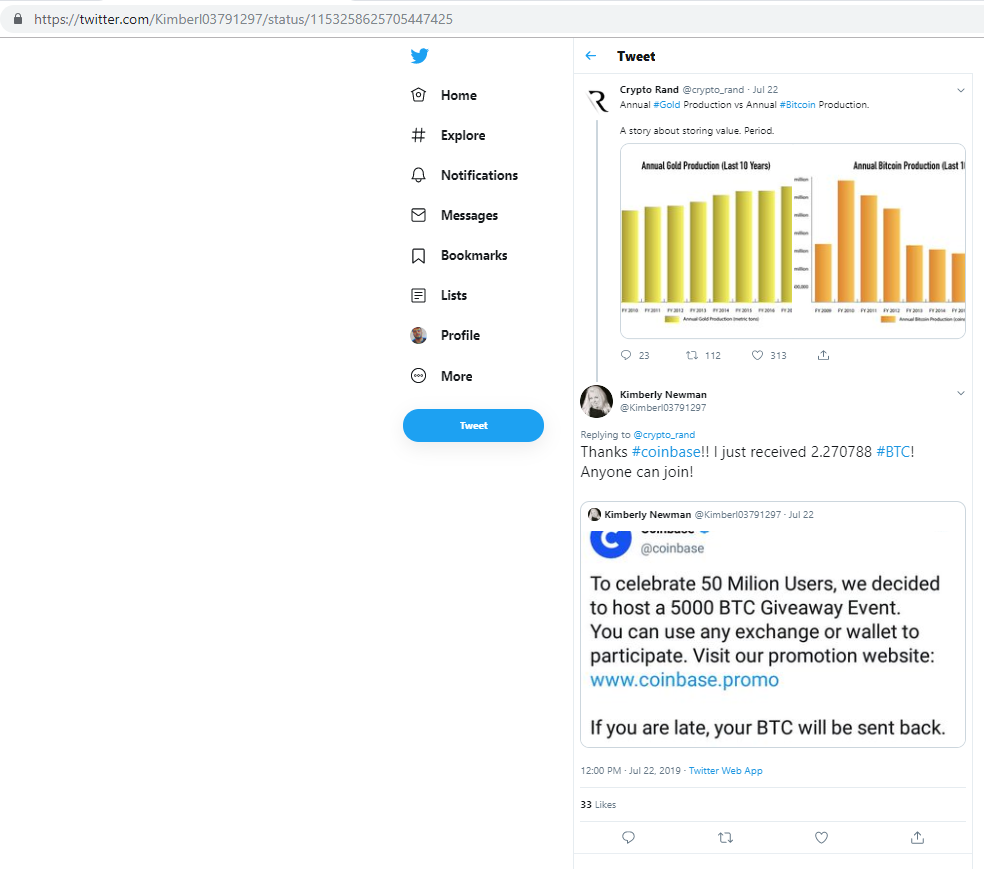 https://twitter.com/Kimberl03791297/status/1153258625705447425
Home
Explore
Notifications
Messages
Bookmarks
Lists
Profile
More
Tweet
Tweet
Crypto Rand @crypto_rand · Jul 22
Annual #Gold Production vs Annual #Bitcoin Production.
A story about storing value. Period.
Annual Gold Production (Last 10 Years)
FY 2010 FY 2011 FY 2012 FY 2013 FY 2014 FY 2015 FY 2016 FY 20
Annual Gold Production (metric tons)
Annual Bitcoin Production (Last 1
million
million
million
million
million
million
FY 2009 FY 2010 FY 2011 FY 2012 FY 2013 FY 2014 FY 201
Annual Bitcoin Production (coin
23 112 313
Kimberly Newman
@Kimberl03791297
Replying to @crypto_rand
Thanks #coinbase!! I just received 2.270788 #BTC!
Anyone can join!
Kimberly Newman @Kimberl03791297 · Jul 22
Coinbase
@coinbase
To celebrate 50 Milion Users, we decided
to host a 5000 BTC Giveaway Event.
You can use any exchange or wallet to
participate. Visit our promotion website:
www.coinbase.promo
If you are late, your BTC will be sent back.
12:00 PM · Jul 22, 2019 · Twitter Web App
33 Likes